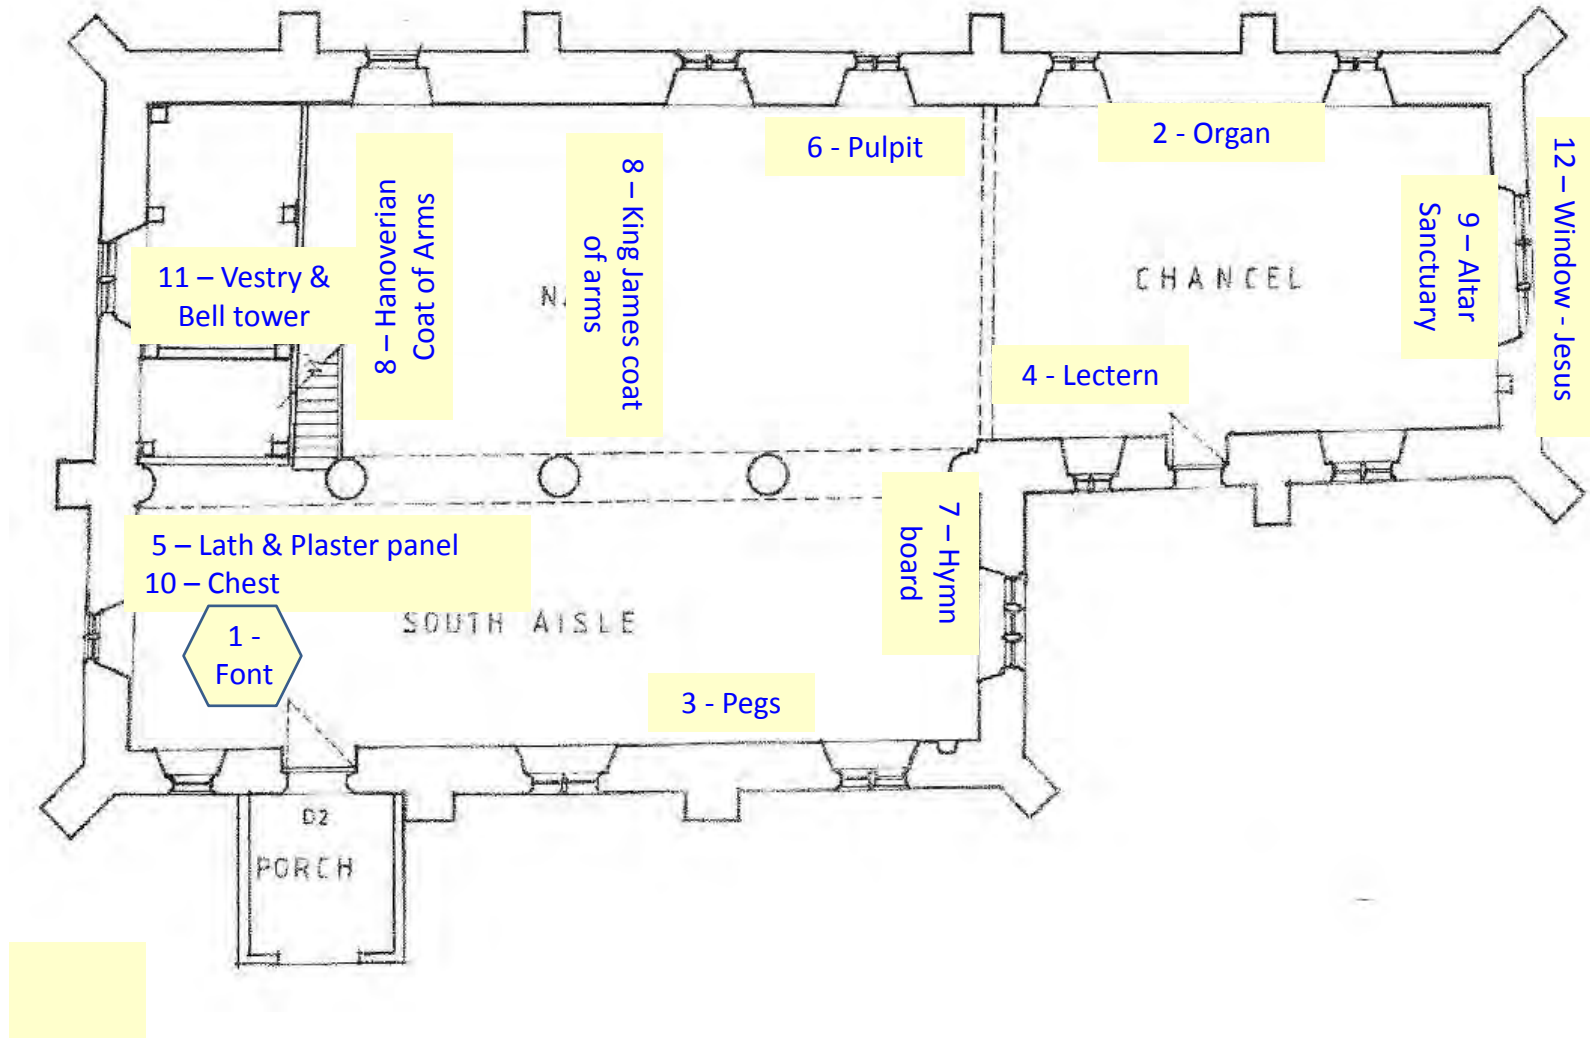 6 - Pulpit
2 - Organ
12 – Window - Jesus
9 – Altar
Sanctuary
8 – Hanoverian
Coat of Arms
8 – King James coat
of arms
11 – Vestry &
Bell tower
CHANCEL
4 - Lectern
7 – Hymn
board
5 – Lath & Plaster panel
10 – Chest
1 -
Font
SOUTH AISLE
3 - Pegs
D2
PORCH